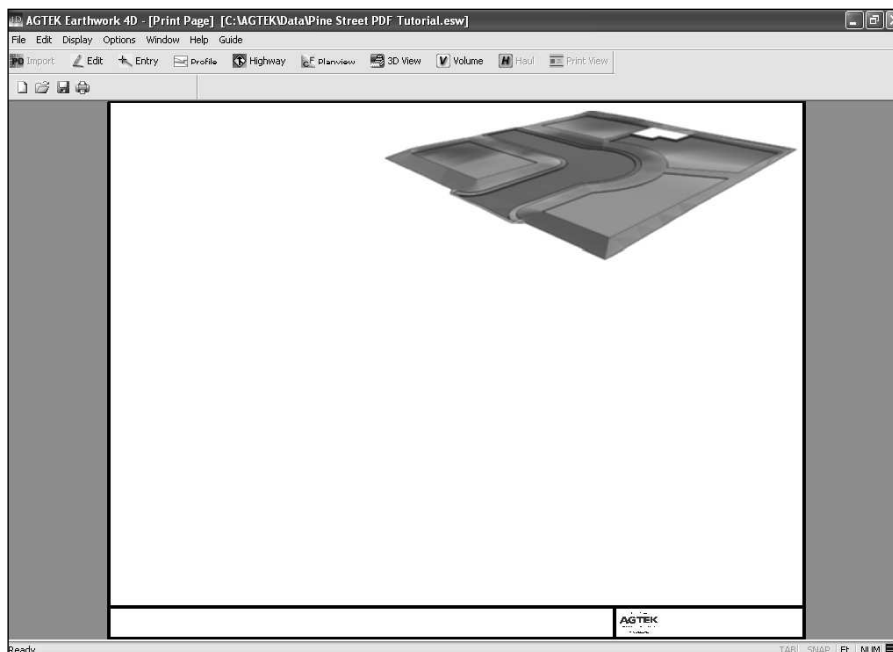 AGTEK Earthwork 4D - [Print Page] [C:\AGTEK\Data\Pine Street PDF Tutorial.esw]
File Edit Display Options Window Help Guide
Import Edit Entry Profile Highway Planview 3D View Volume Haul Print View
AGTEK
Ready TAB SNAP Ft NUM